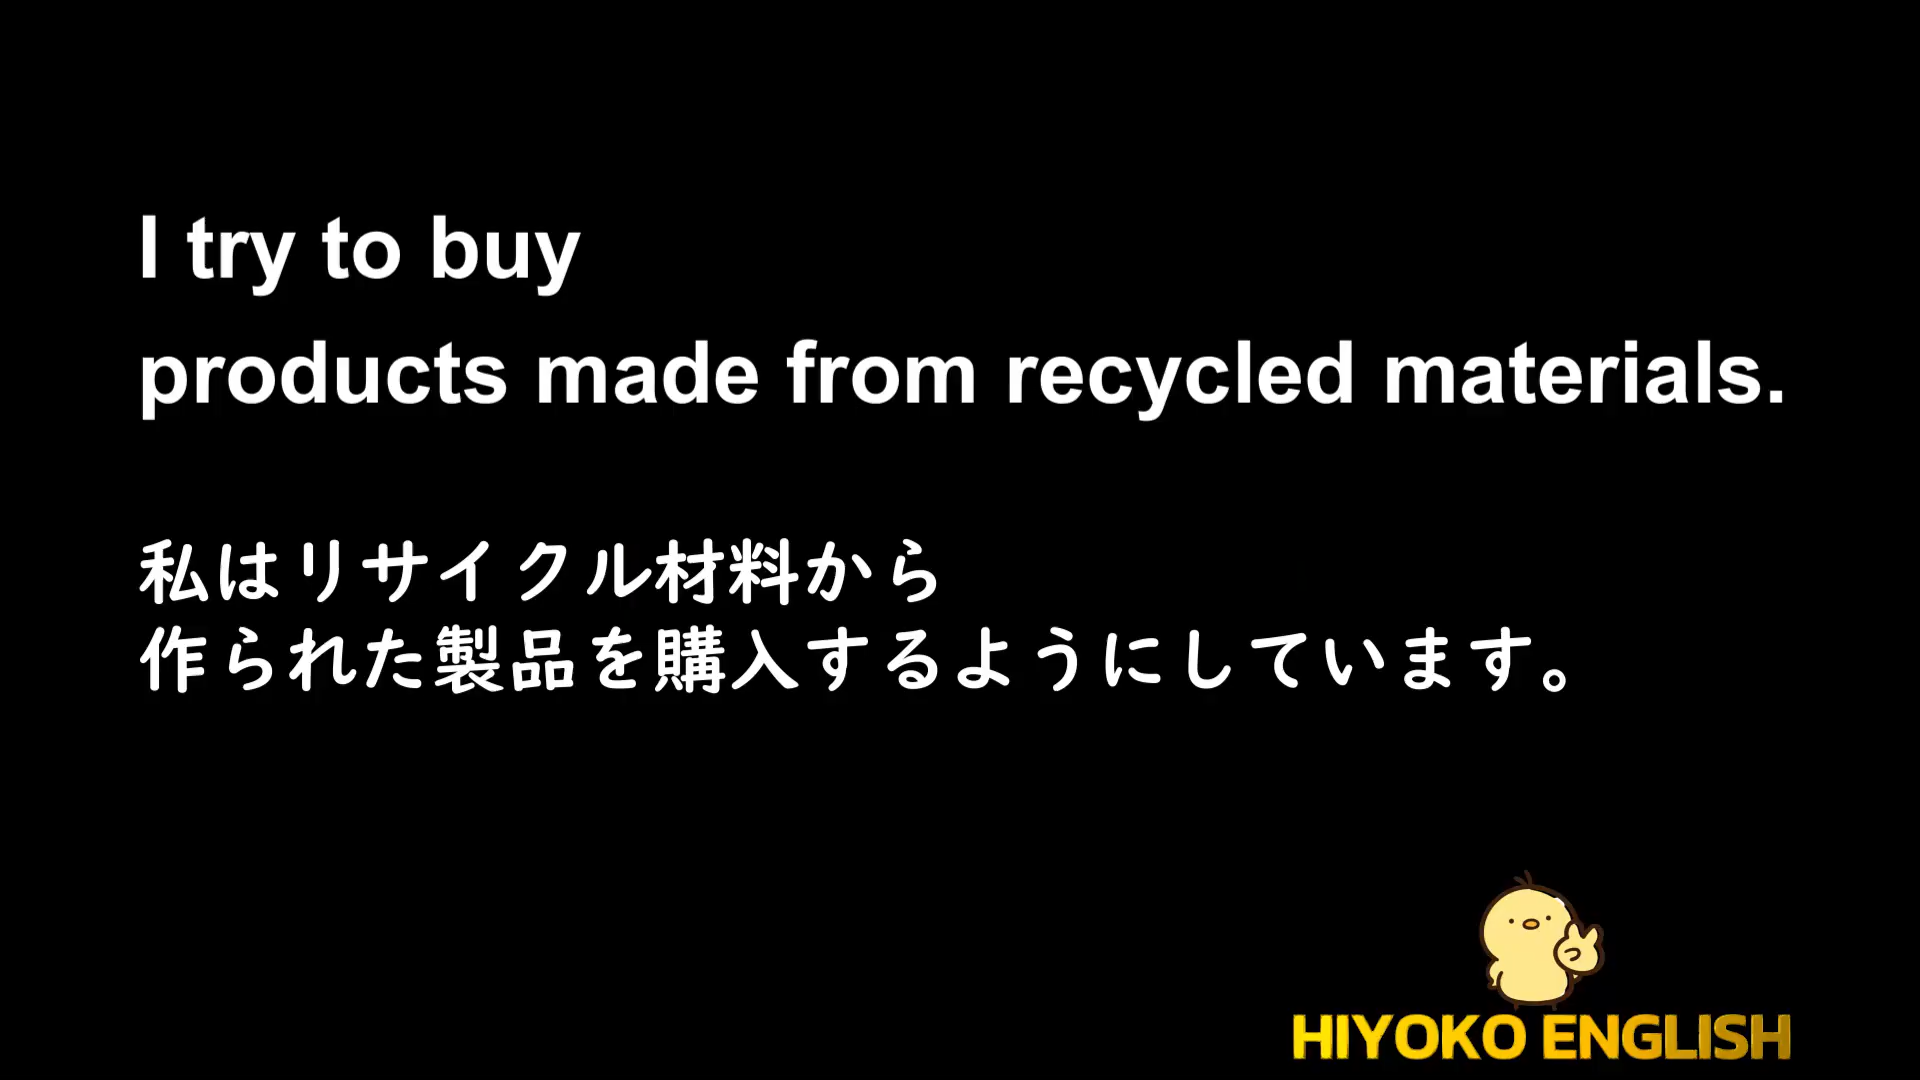 I try to buy
products made from recycled materials.
私はリサイクル材料から
作られた製品を購入するようにしています。
HIYOKO ENGLISH